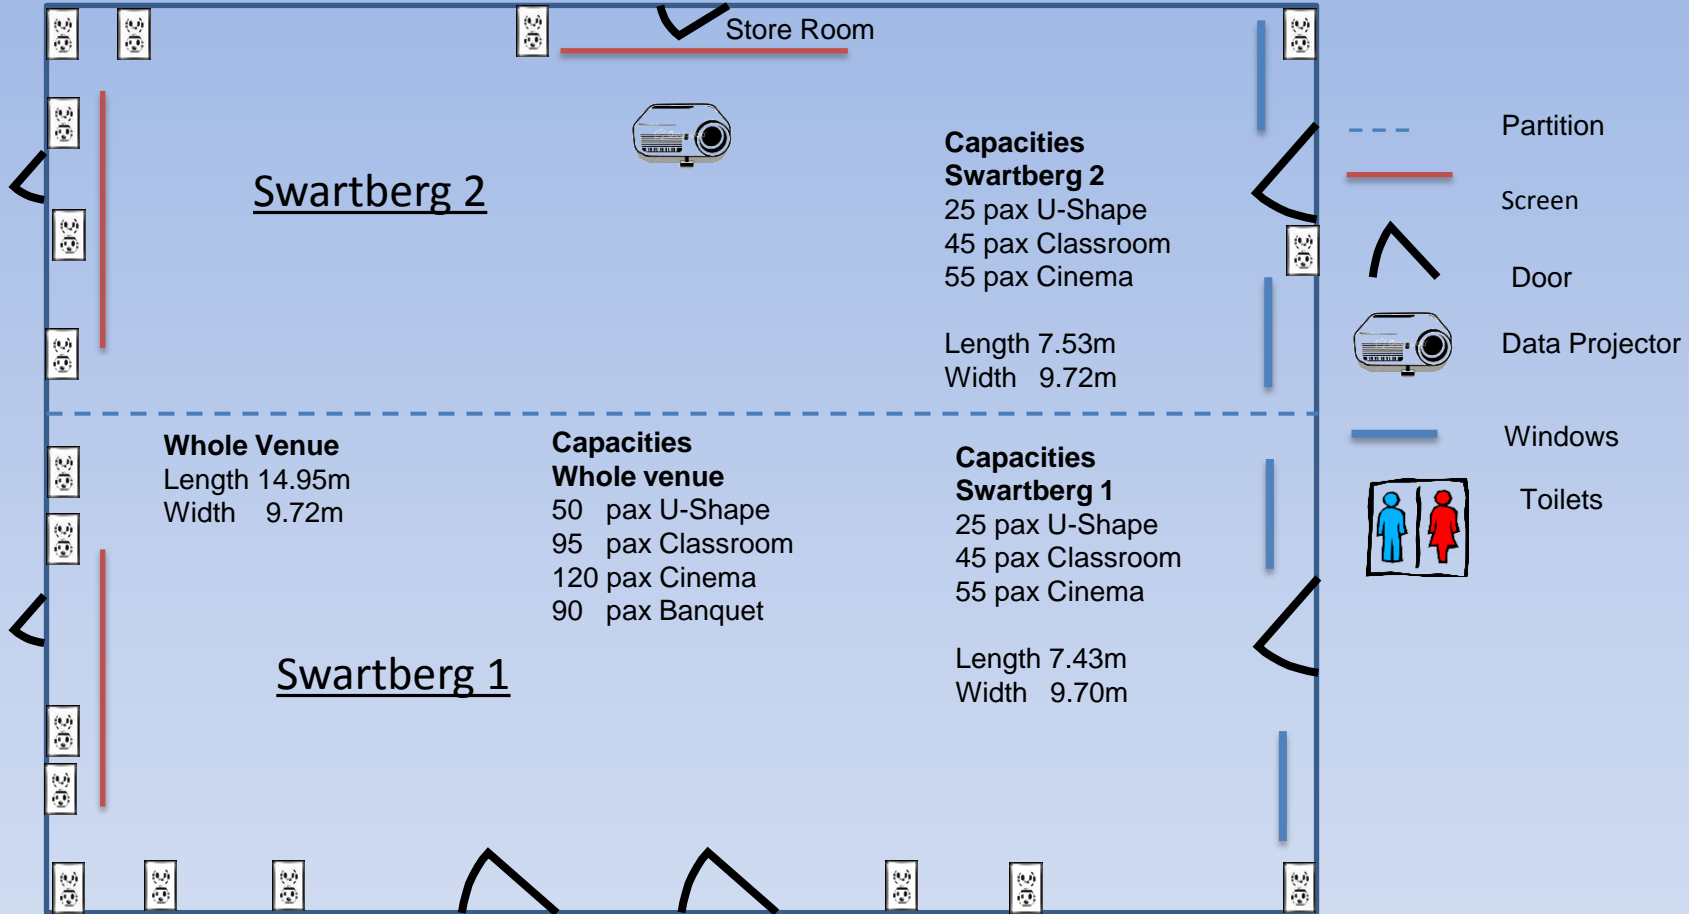 Store Room
Swartberg 2
Capacities
Swartberg 2
25 pax U-Shape
45 pax Classroom
55 pax Cinema
Length 7.53m
Width 9.72m
Whole Venue
Length 14.95m
Width 9.72m
Capacities
Whole venue
50 pax U-Shape
95 pax Classroom
120 pax Cinema
90 pax Banquet
Capacities
Swartberg 1
25 pax U-Shape
45 pax Classroom
55 pax Cinema
Length 7.43m
Width 9.70m
Swartberg 1
Partition
Screen
Door
Data Projector
Windows
Toilets